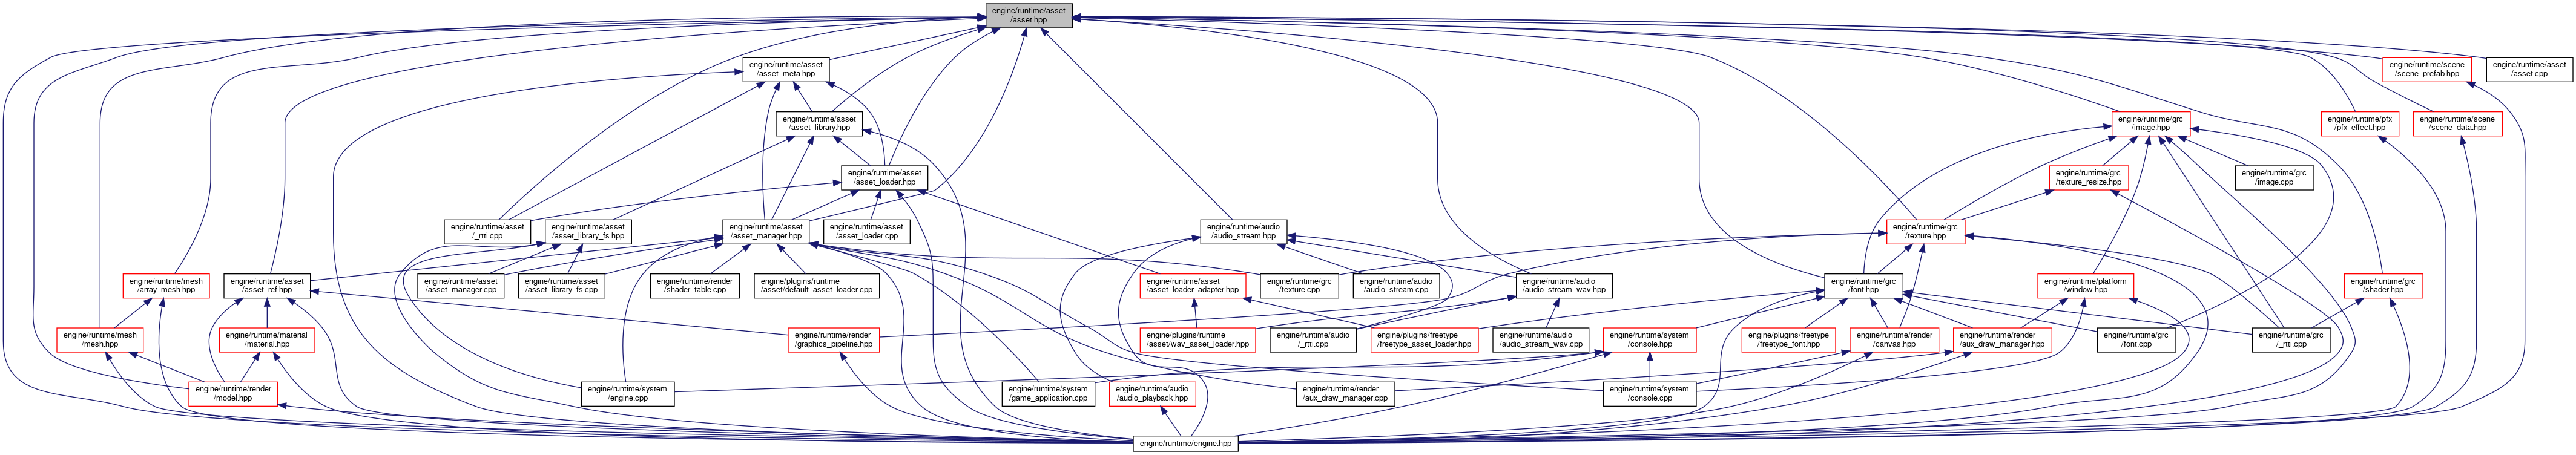 engine/runtime/asset
/asset.hpp
engine/runtime/asset
/asset_meta.hpp
engine/runtime/scene
/scene_prefab.hpp
engine/runtime/asset
/asset.cpp
engine/runtime/asset
/asset_library.hpp
engine/runtime/grc
/image.hpp
engine/runtime/pfx
/pfx_effect.hpp
engine/runtime/scene
/scene_data.hpp
engine/runtime/asset
/asset_loader.hpp
engine/runtime/grc
/texture_resize.hpp
engine/runtime/grc
/image.cpp
engine/runtime/asset
/_rtti.cpp
engine/runtime/asset
/asset_library_fs.hpp
engine/runtime/asset
/asset_manager.hpp
engine/runtime/asset
/asset_loader.cpp
engine/runtime/audio
/audio_stream.hpp
engine/runtime/grc
/texture.hpp
engine/runtime/mesh
/array_mesh.hpp
engine/runtime/asset
/asset_ref.hpp
engine/runtime/asset
/asset_manager.cpp
engine/runtime/asset
/asset_library_fs.cpp
engine/runtime/render
/shader_table.cpp
engine/plugins/runtime
/asset/default_asset_loader.cpp
engine/runtime/asset
/asset_loader_adapter.hpp
engine/runtime/grc
/texture.cpp
engine/runtime/audio
/audio_stream.cpp
engine/runtime/audio
/audio_stream_wav.hpp
engine/runtime/grc
/font.hpp
engine/runtime/platform
/window.hpp
engine/runtime/grc
/shader.hpp
engine/runtime/mesh
/mesh.hpp
engine/runtime/material
/material.hpp
engine/runtime/render
/graphics_pipeline.hpp
engine/plugins/runtime
/asset/wav_asset_loader.hpp
engine/runtime/audio
/_rtti.cpp
engine/plugins/freetype
/freetype_asset_loader.hpp
engine/runtime/audio
/audio_stream_wav.cpp
engine/runtime/system
/console.hpp
engine/plugins/freetype
/freetype_font.hpp
engine/runtime/render
/canvas.hpp
engine/runtime/render
/aux_draw_manager.hpp
engine/runtime/grc
/font.cpp
engine/runtime/grc
/_rtti.cpp
engine/runtime/render
/model.hpp
engine/runtime/system
/engine.cpp
engine/runtime/system
/game_application.cpp
engine/runtime/audio
/audio_playback.hpp
engine/runtime/render
/aux_draw_manager.cpp
engine/runtime/system
/console.cpp
engine/runtime/engine.hpp